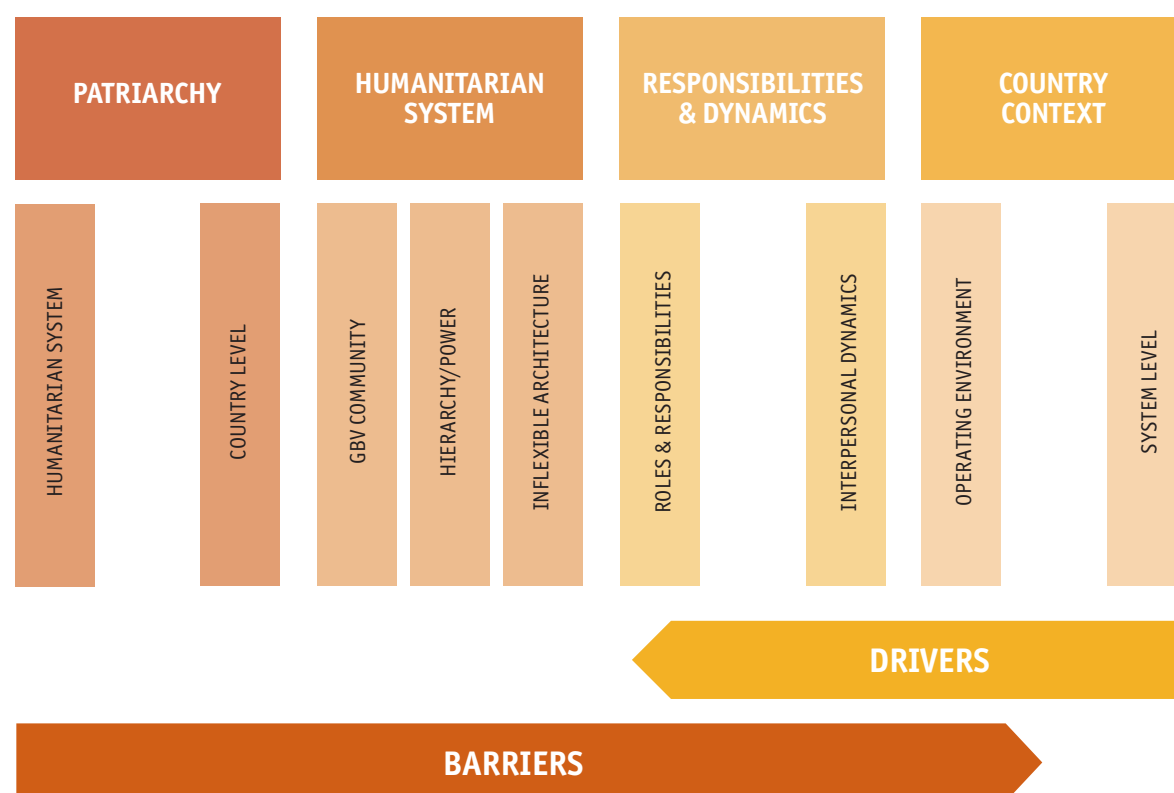 PATRIARCHY
HUMANITARIAN
SYSTEM
RESPONSIBILITIES
& DYNAMICS
COUNTRY
CONTEXT
HUMANITARIAN SYSTEM
COUNTRY LEVEL
GBV COMMUNITY
HIERARCHY/POWER
INFLEXIBLE ARCHITECTURE
ROLES & RESPONSIBILITIES
INTERPERSONAL DYNAMICS
OPERATING ENVIRONMENT
SYSTEM LEVEL
DRIVERS
BARRIERS